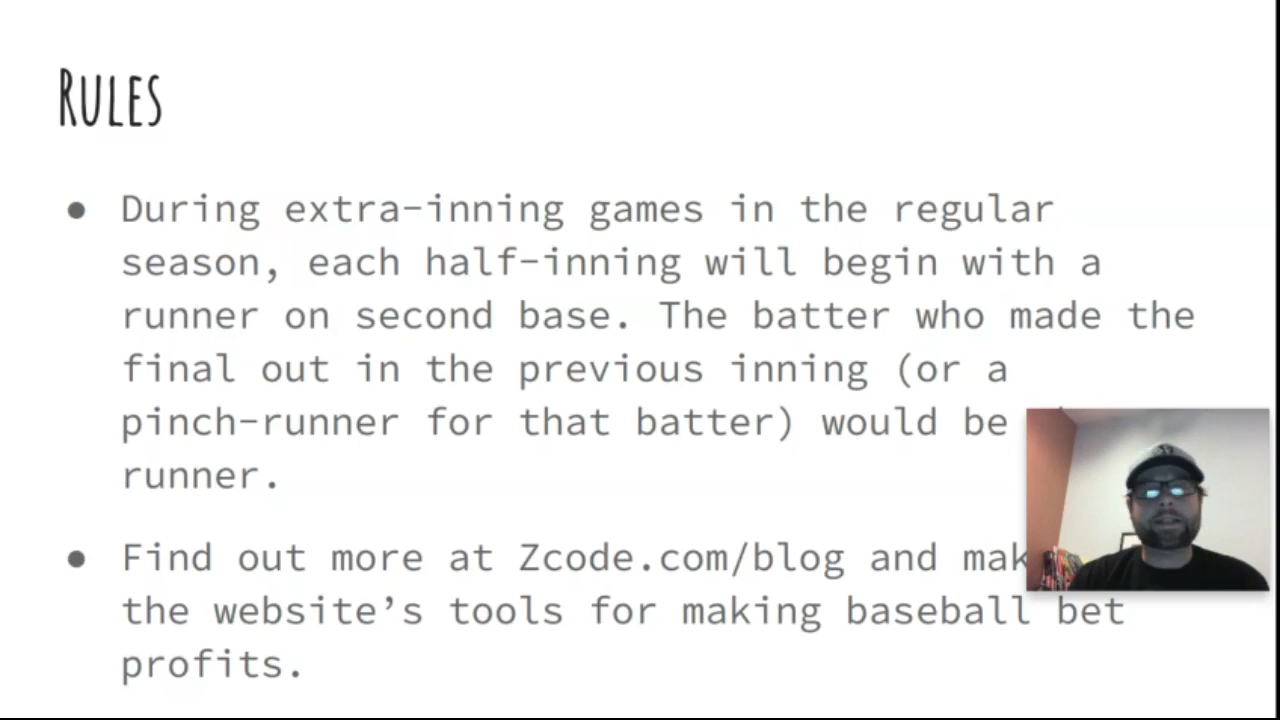 RULES
● During extra-inning games in the regular
season, each half-inning will begin with a
runner on second base. The batter who made the
final out in the previous inning (or a
pinch-runner for that batter) would be
runner.
● Find out more at Zcode.com/blog and
the website’s tools for making baseball bet
profits.